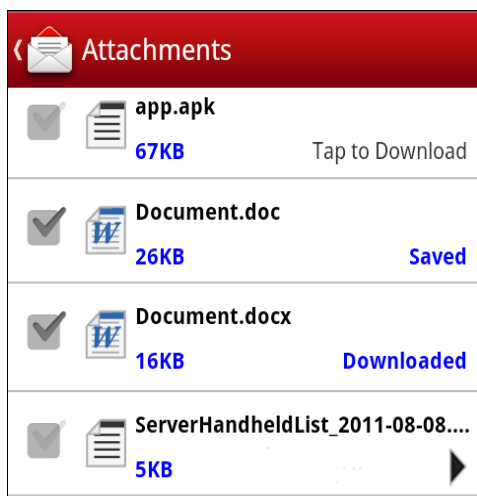 Attachments
app.apk
67KB Tap to Download
Document.doc
26KB Saved
Document.docx
16KB Downloaded
ServerHandheldList_2011-08-08....
5KB